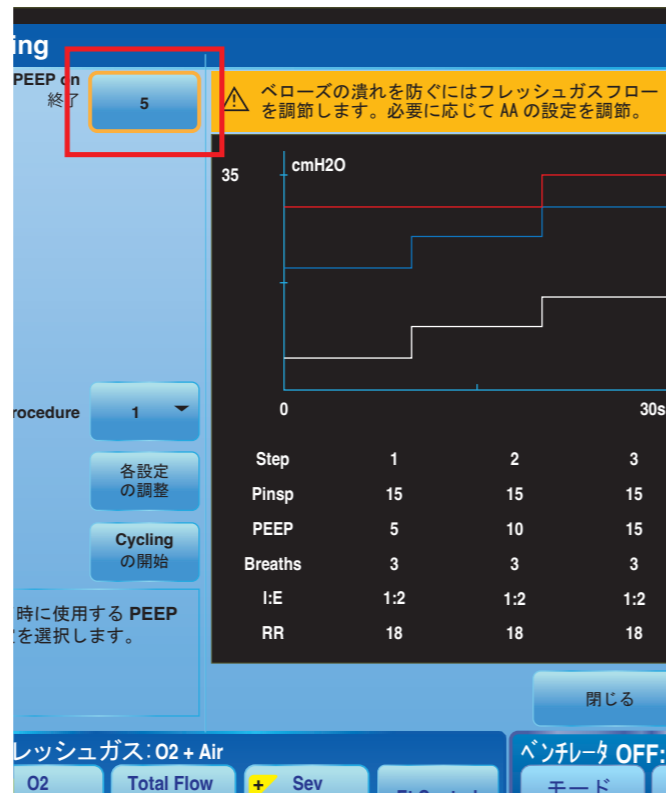 ing
PEEP on
終了
5
⚠ ベローズの潰れを防ぐにはフレッシュガスフロー
を調節します。必要に応じて AA の設定を調節。
35
cmH2O
0
30s
rocedure
1
各設定
の調整
Cycling
の開始
時に使用する PEEP
を選択します。
Step 1 2 3
Pinsp 15 15 15
PEEP 5 10 15
Breaths 3 3 3
I:E 1:2 1:2 1:2
RR 18 18 18
閉じる
レッシュガス: O2 + Air
ベンチレータ OFF:
O2
Total Flow
+ Sev
モード